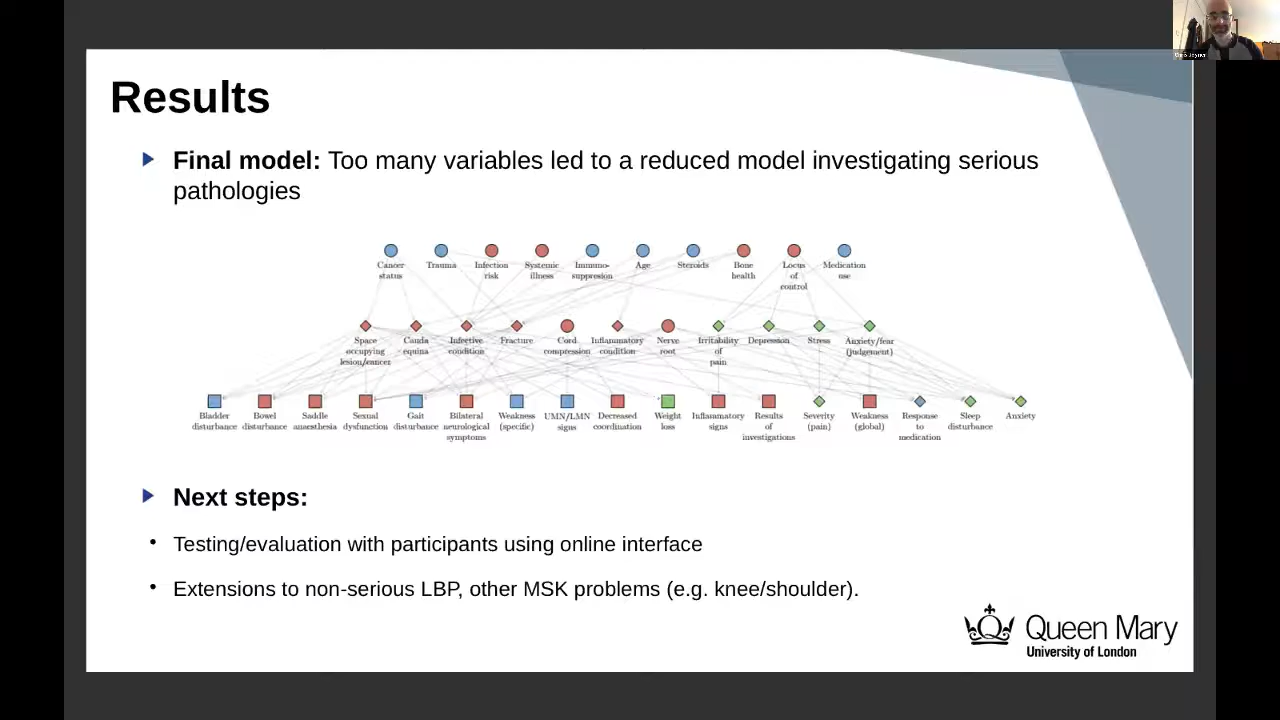 Chris Joyner
Results
Final model: Too many variables led to a reduced model investigating serious
pathologies
Cancer status
Trauma
Infection risk
Systemic illness
Immuno-suppresion
Age
Steroids
Bone health
Locus of control
Medication use
Space occupying lesion/cancer
Cauda equina
Infective condition
Fracture
Cord compression
Inflammatory condition
Nerve root
Irritability of pain
Depression
Stress
Anxiety/fear (judgement)
Bladder disturbance
Bowel disturbance
Saddle anaesthesia
Sexual dysfunction
Gait disturbance
Bilateral neurological symptoms
Weakness (specific)
UMN/LMN signs
Decreased coordination
Weight loss
Inflammatory signs
Results of investigations
Severity (pain)
Weakness (global)
Response to medication
Sleep disturbance
Anxiety
Next steps:
• Testing/evaluation with participants using online interface
• Extensions to non-serious LBP, other MSK problems (e.g. knee/shoulder).
Queen Mary
University of London